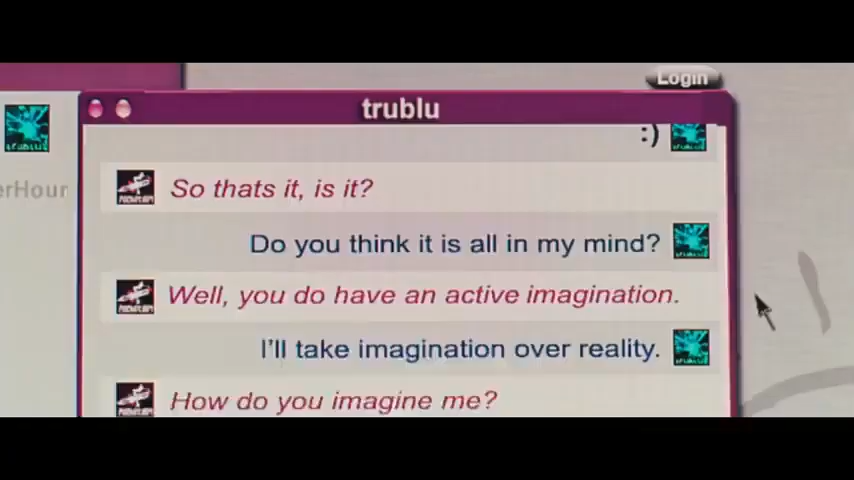 Login
trublu
:)
erHour
So thats it, is it?
Do you think it is all in my mind?
Well, you do have an active imagination.
I'll take imagination over reality.
How do you imagine me?